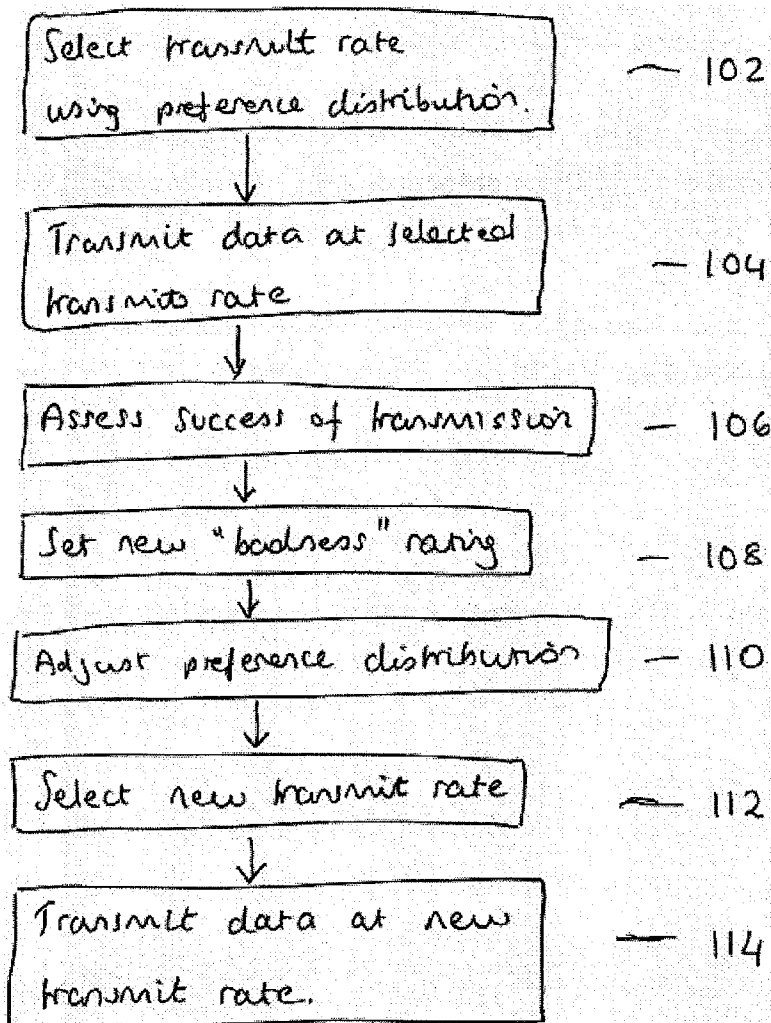 Select transmit rate
— 102
using preference distribution.
Transmit data at selected
— 104
transmits rate
Assess success of transmission — 106
Set new "badness" rating — 108
Adjust preference distribution — 110
Select new transmit rate — 112
Transmit data at new
— 114
transmit rate.